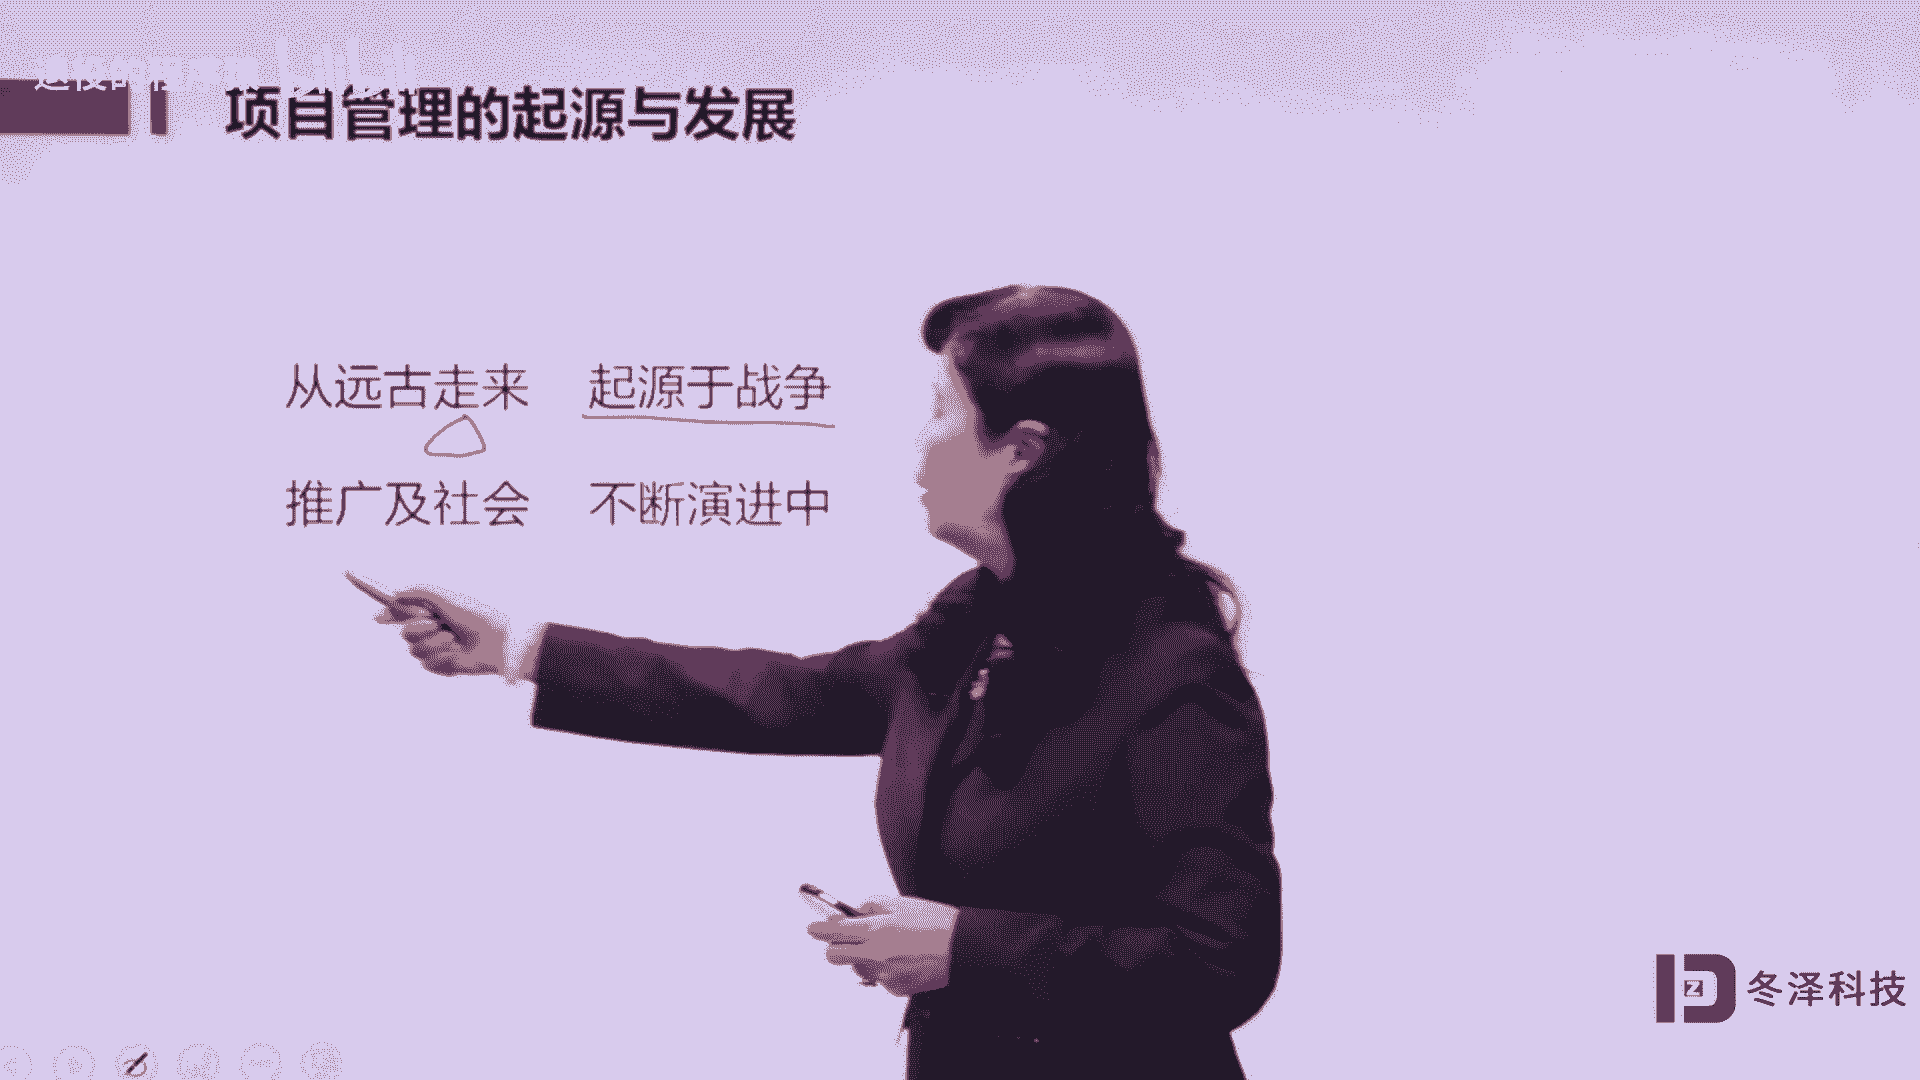 项目管理的起源与发展
从远古走来 起源于战争
推广及社会 不断演进中
冬泽科技